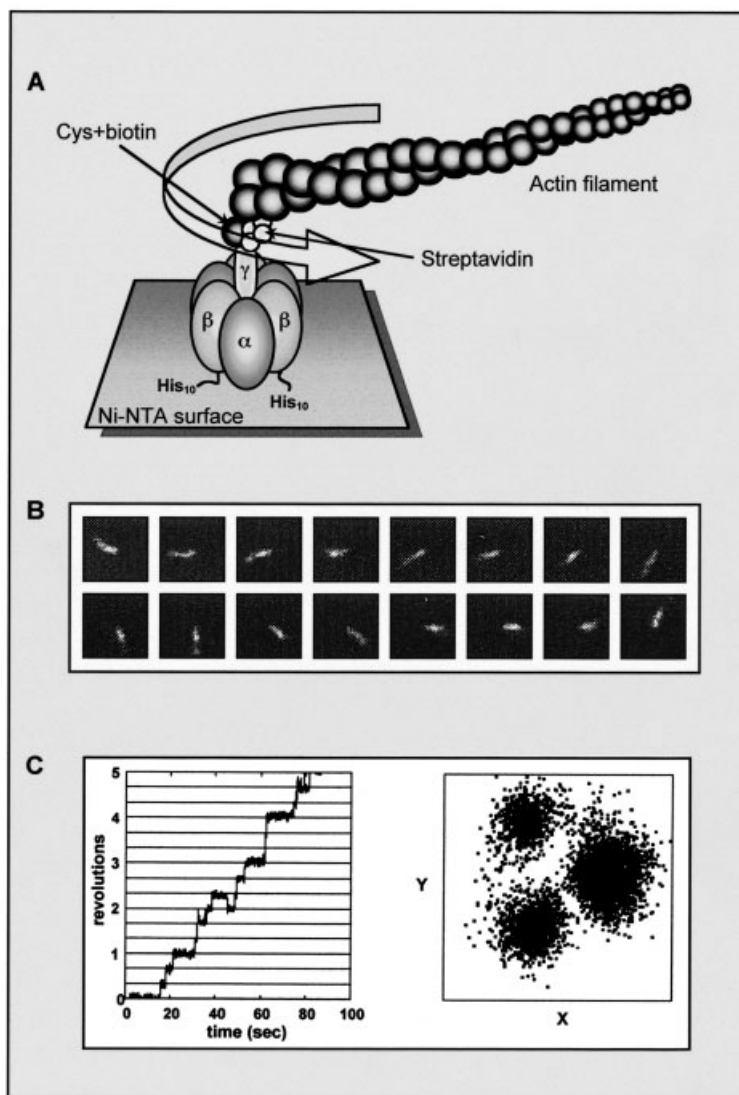 A
Cys+biotin
Actin filament
Streptavidin
γ
β
β
α
His₁₀
His₁₀
Ni-NTA surface
B
C
5
4
3
2
1
0
revolutions
0 20 40 60 80 100
time (sec)
Y
X